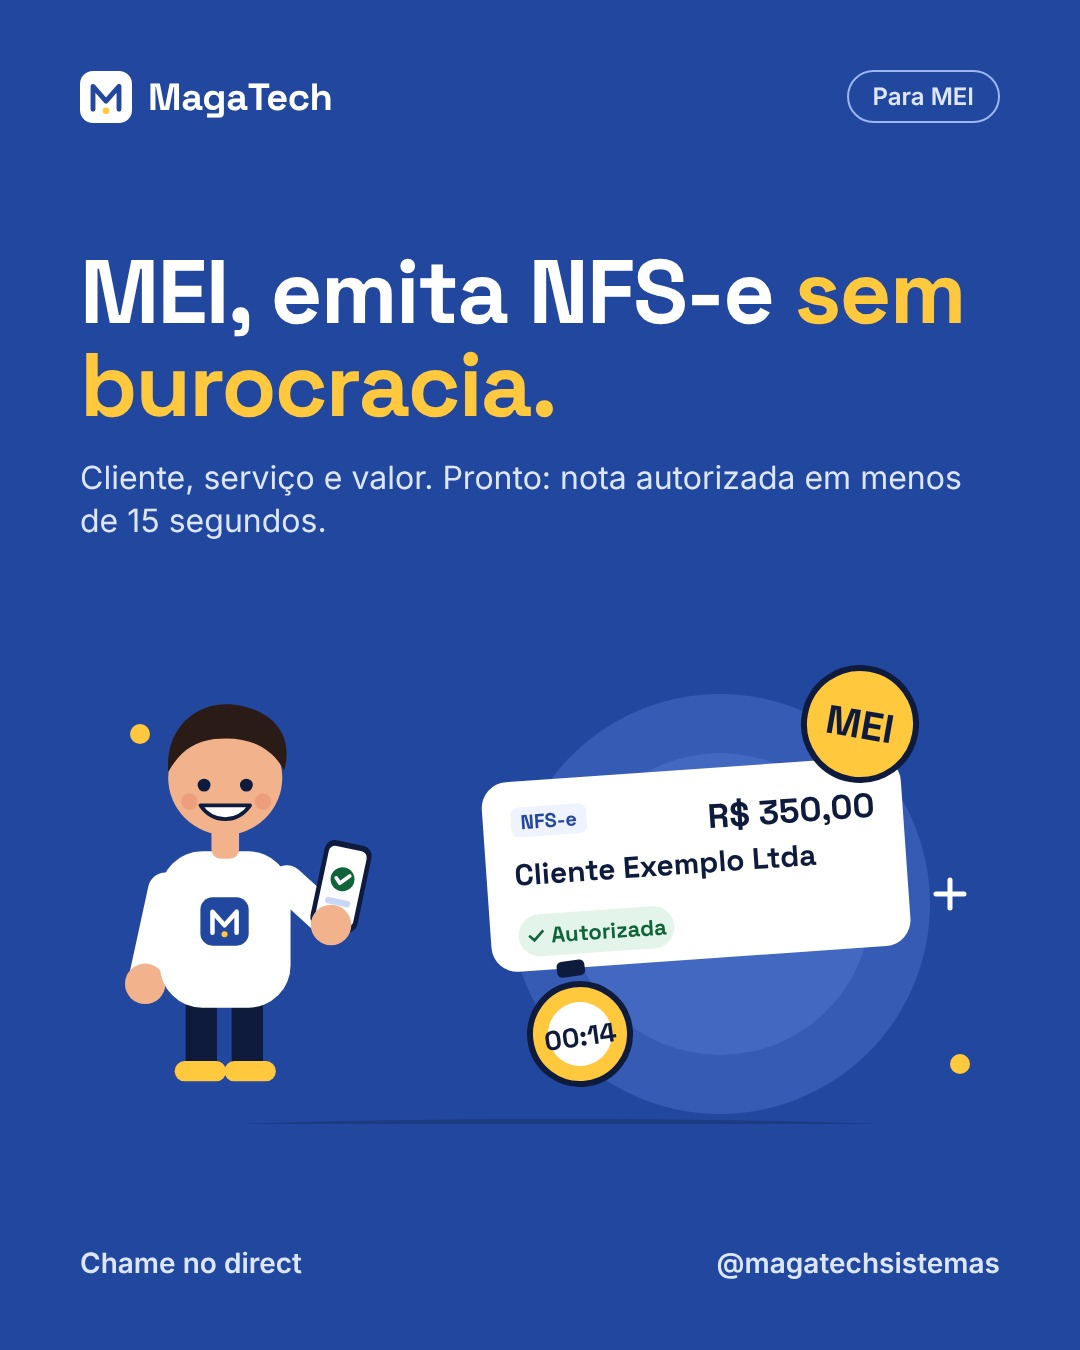 MagaTech
Para MEI
MEI, emita NFS-e sem
burocracia.
Cliente, serviço e valor. Pronto: nota autorizada em menos
de 15 segundos.
MEI
NFS-e
R$ 350,00
Cliente Exemplo Ltda
Autorizada
00:14
Chame no direct
@magatechsistemas